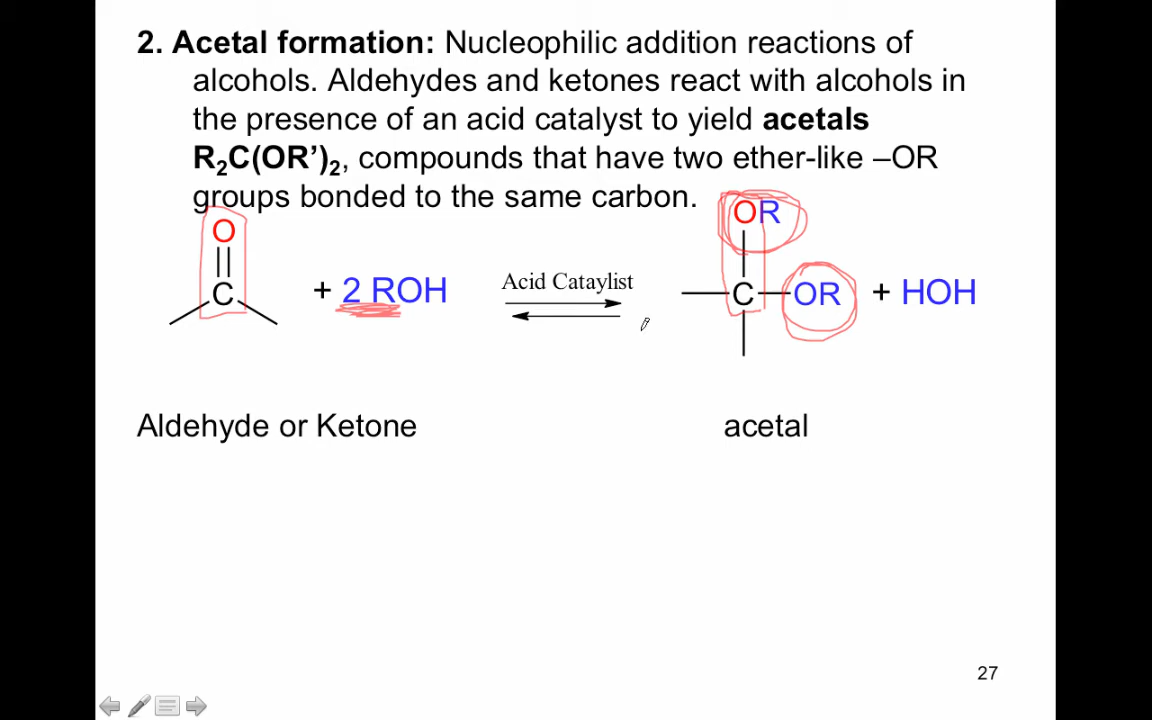 2. Acetal formation: Nucleophilic addition reactions of
alcohols. Aldehydes and ketones react with alcohols in
the presence of an acid catalyst to yield acetals
R₂C(OR’)₂, compounds that have two ether-like –OR
groups bonded to the same carbon.
O
C
+ 2 ROH
Acid Cataylist
OR
C
OR
+ HOH
Aldehyde or Ketone
acetal
27